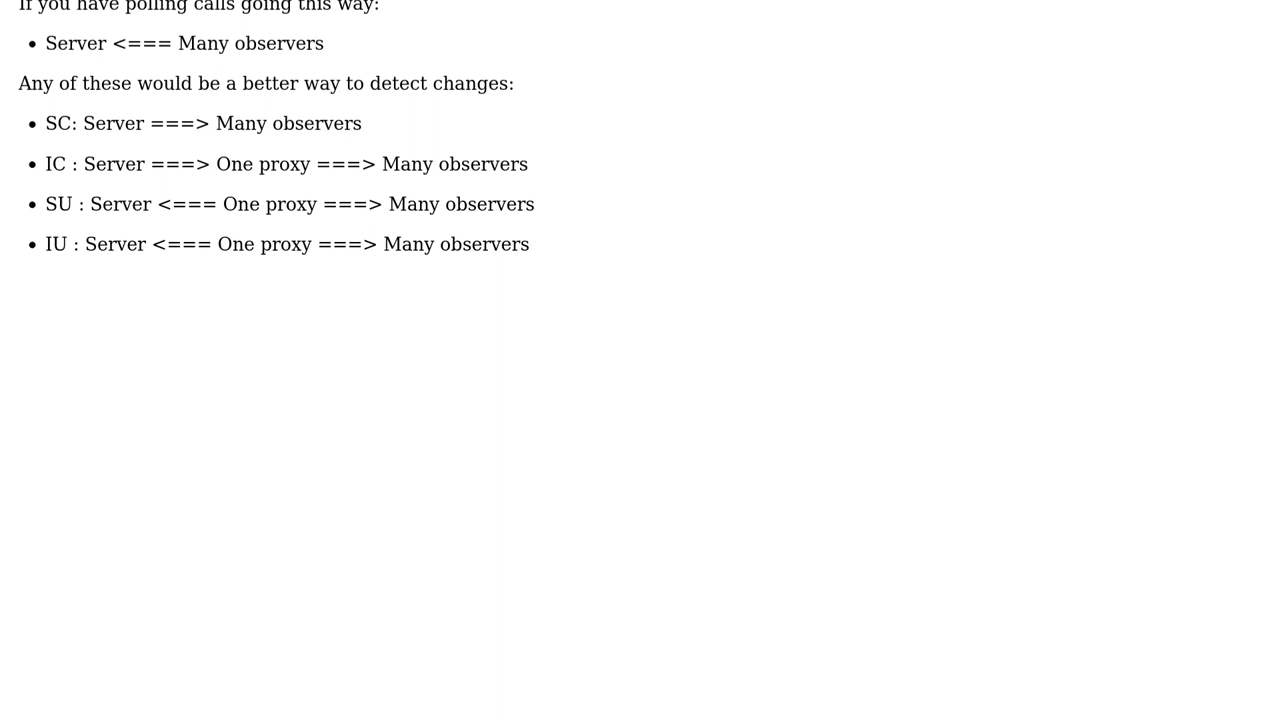 If you have polling calls going this way:
• Server <=== Many observers
Any of these would be a better way to detect changes:
• SC: Server ===> Many observers
• IC : Server ===> One proxy ===> Many observers
• SU : Server <=== One proxy ===> Many observers
• IU : Server <=== One proxy ===> Many observers